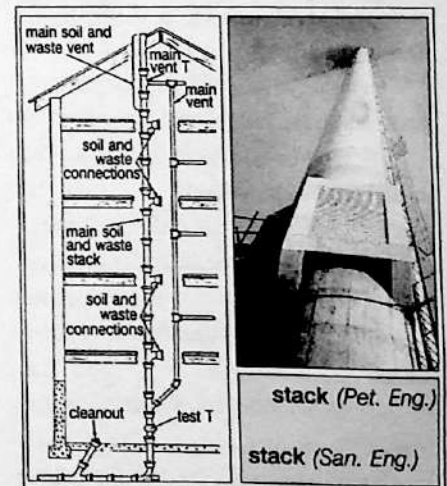 main soil and
waste vent
main
vent T
main
vent
soil and
waste
connections
main soil
and waste
stack
soil and
waste
connections
cleanout
test T
stack (Pet. Eng.)
stack (San. Eng.)